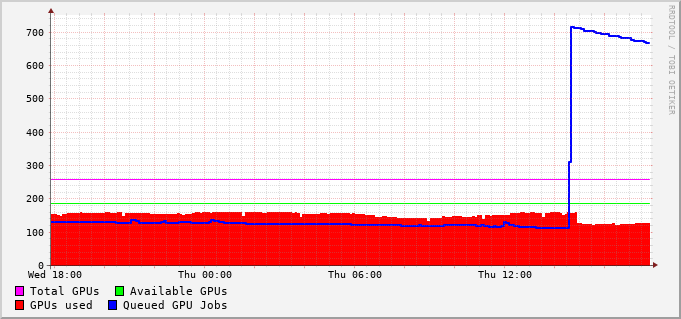 700
600
500
400
300
200
100
0
Wed 18:00 Thu 00:00 Thu 06:00 Thu 12:00
Total GPUs Available GPUs
GPUs used Queued GPU Jobs
RRDTOOL / TOBI OETIKER